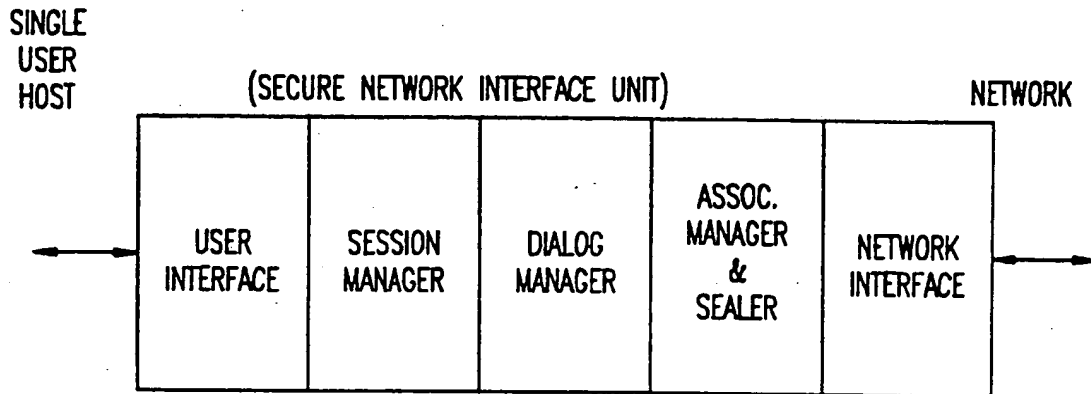 SINGLE
USER
HOST
(SECURE NETWORK INTERFACE UNIT)
NETWORK
USER
INTERFACE
SESSION
MANAGER
DIALOG
MANAGER
ASSOC.
MANAGER
&
SEALER
NETWORK
INTERFACE